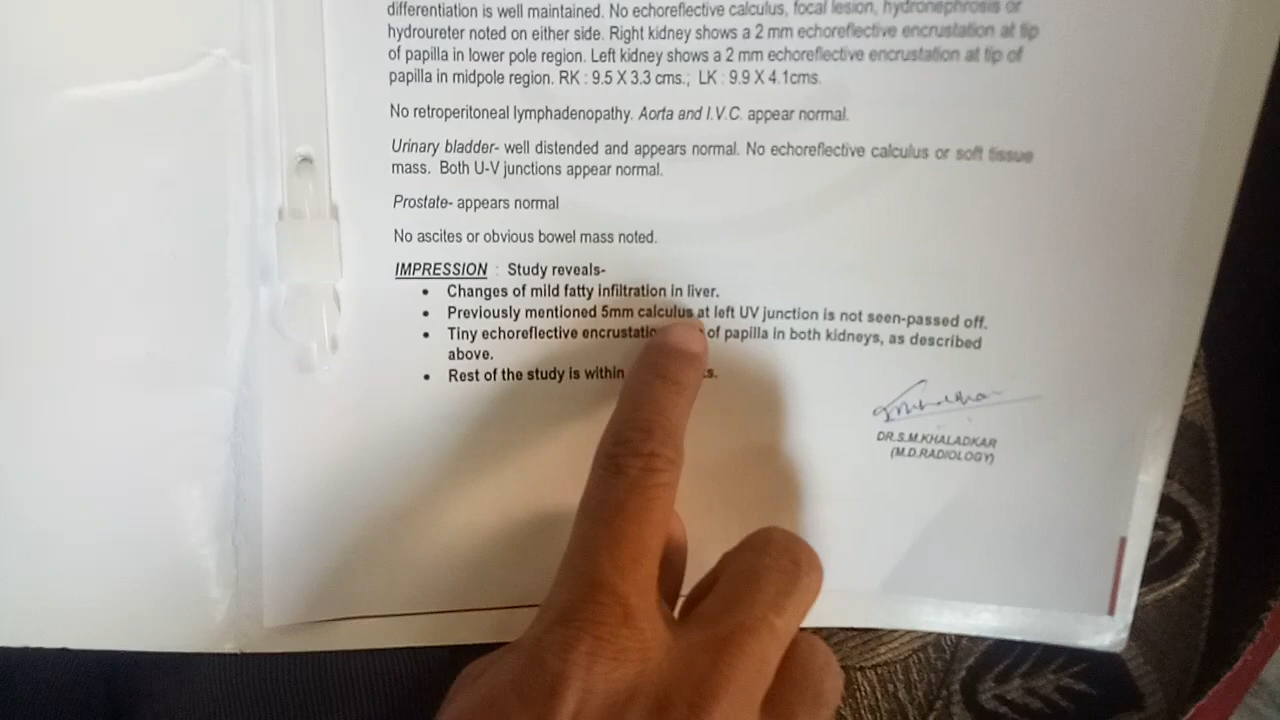 differentiation is well maintained. No echoreflective calculus, focal lesion, hydronephrosis or
hydroureter noted on either side. Right kidney shows a 2 mm echoreflective encrustation at tip
of papilla in lower pole region. Left kidney shows a 2 mm echoreflective encrustation at tip of
papilla in midpole region. RK : 9.5 X 3.3 cms.; LK : 9.9 X 4.1cms.
No retroperitoneal lymphadenopathy. Aorta and I.V.C. appear normal.
Urinary bladder- well distended and appears normal. No echoreflective calculus or soft tissue
mass. Both U-V junctions appear normal.
Prostate- appears normal
No ascites or obvious bowel mass noted.
IMPRESSION : Study reveals-
• Changes of mild fatty infiltration in liver.
• Previously mentioned 5mm calculus at left UV junction is not seen-passed off.
• Tiny echoreflective of papilla in both kidneys, as described
above.
• Rest of the study is within
DR.S.M.KHALADKAR
(M.D.RADIOLOGY)